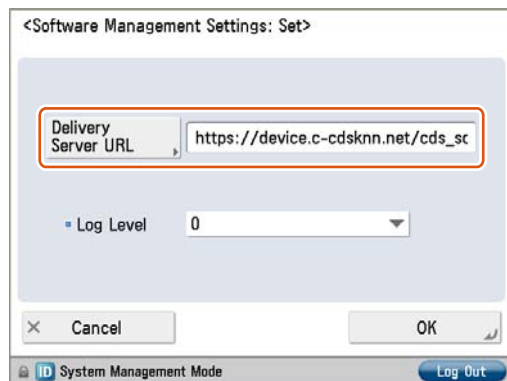 <Software Management Settings: Set>
Delivery
Server URL
https://device.c-cdsknn.net/cds_sc
Log Level
0
Cancel
OK
ID System Management Mode
Log Out